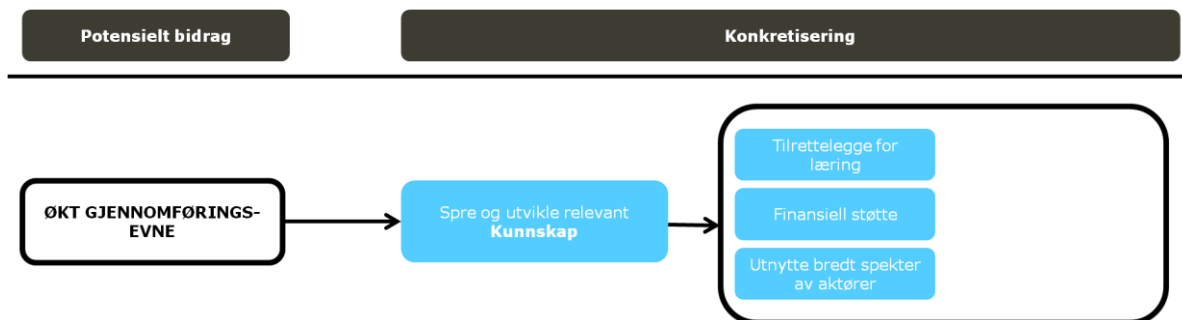 Potensielt bidrag
Konkretisering
ØKT GJENNOMFØRINGS-
EVNE
Spre og utvikle relevant
Kunnskap
Tilrettelegge for
læring
Finansiell støtte
Utnytte bredt spekter
av aktører